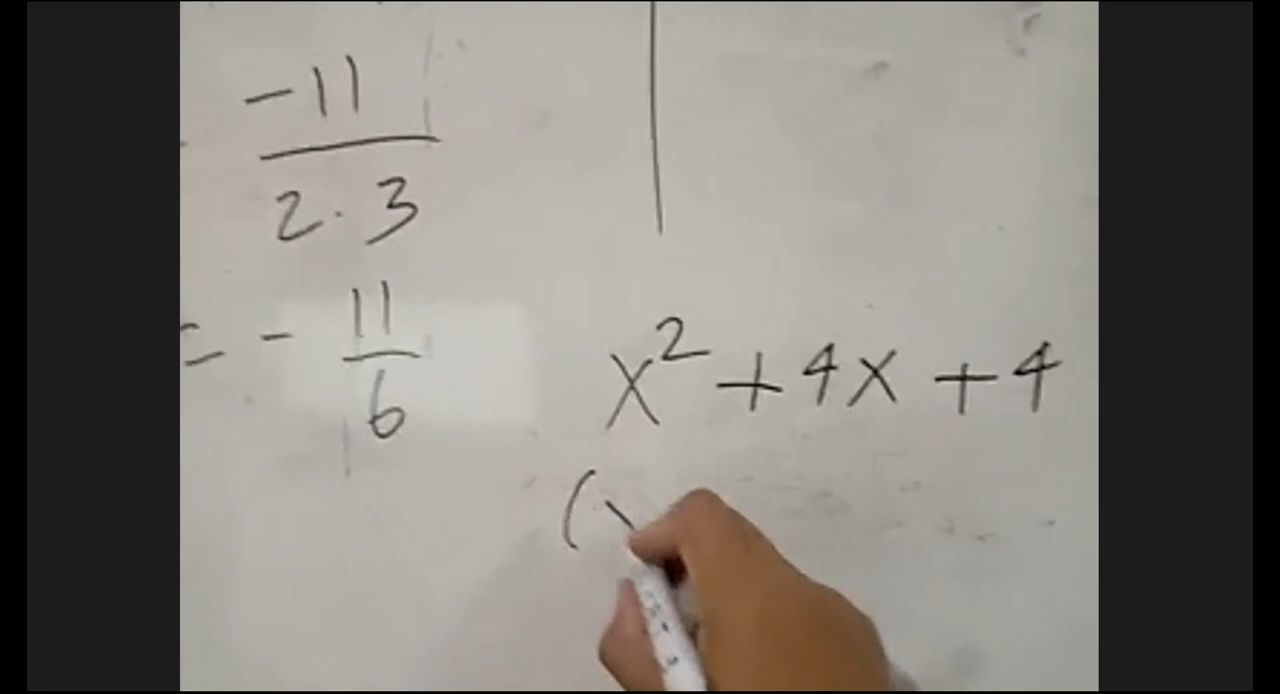 -11
2 · 3
= - 11
6
x² + 4x + 4
(